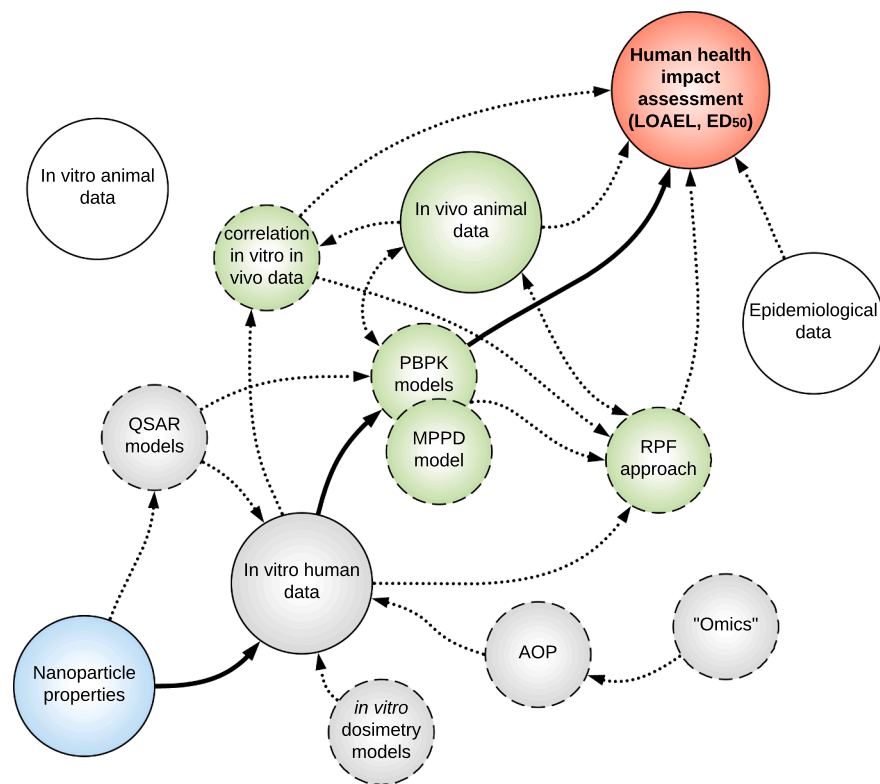 Human health
impact
assessment
(LOAEL, ED50)
In vitro animal
data
In vivo animal
data
correlation
in vitro in
vivo data
Epidemiological
data
PBPK
models
QSAR
models
MPPD
model
RPF
approach
In vitro human
data
"Omics"
AOP
Nanoparticle
properties
in vitro
dosimetry
models